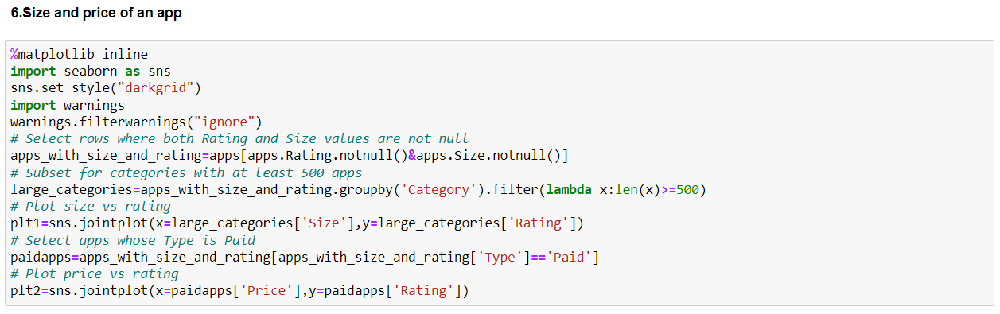 6.Size and price of an app
%matplotlib inline
import seaborn as sns
sns.set_style("darkgrid")
import warnings
warnings.filterwarnings("ignore")
# Select rows where both Rating and Size values are not null
apps_with_size_and_rating=apps[apps.Rating.notnull()&apps.Size.notnull()]
# Subset for categories with at least 500 apps
large_categories=apps_with_size_and_rating.groupby('Category').filter(lambda x:len(x)>=500)
# Plot size vs rating
plt1=sns.jointplot(x=large_categories['Size'],y=large_categories['Rating'])
# Select apps whose Type is Paid
paidapps=apps_with_size_and_rating[apps_with_size_and_rating['Type']=='Paid']
# Plot price vs rating
plt2=sns.jointplot(x=paidapps['Price'],y=paidapps['Rating'])